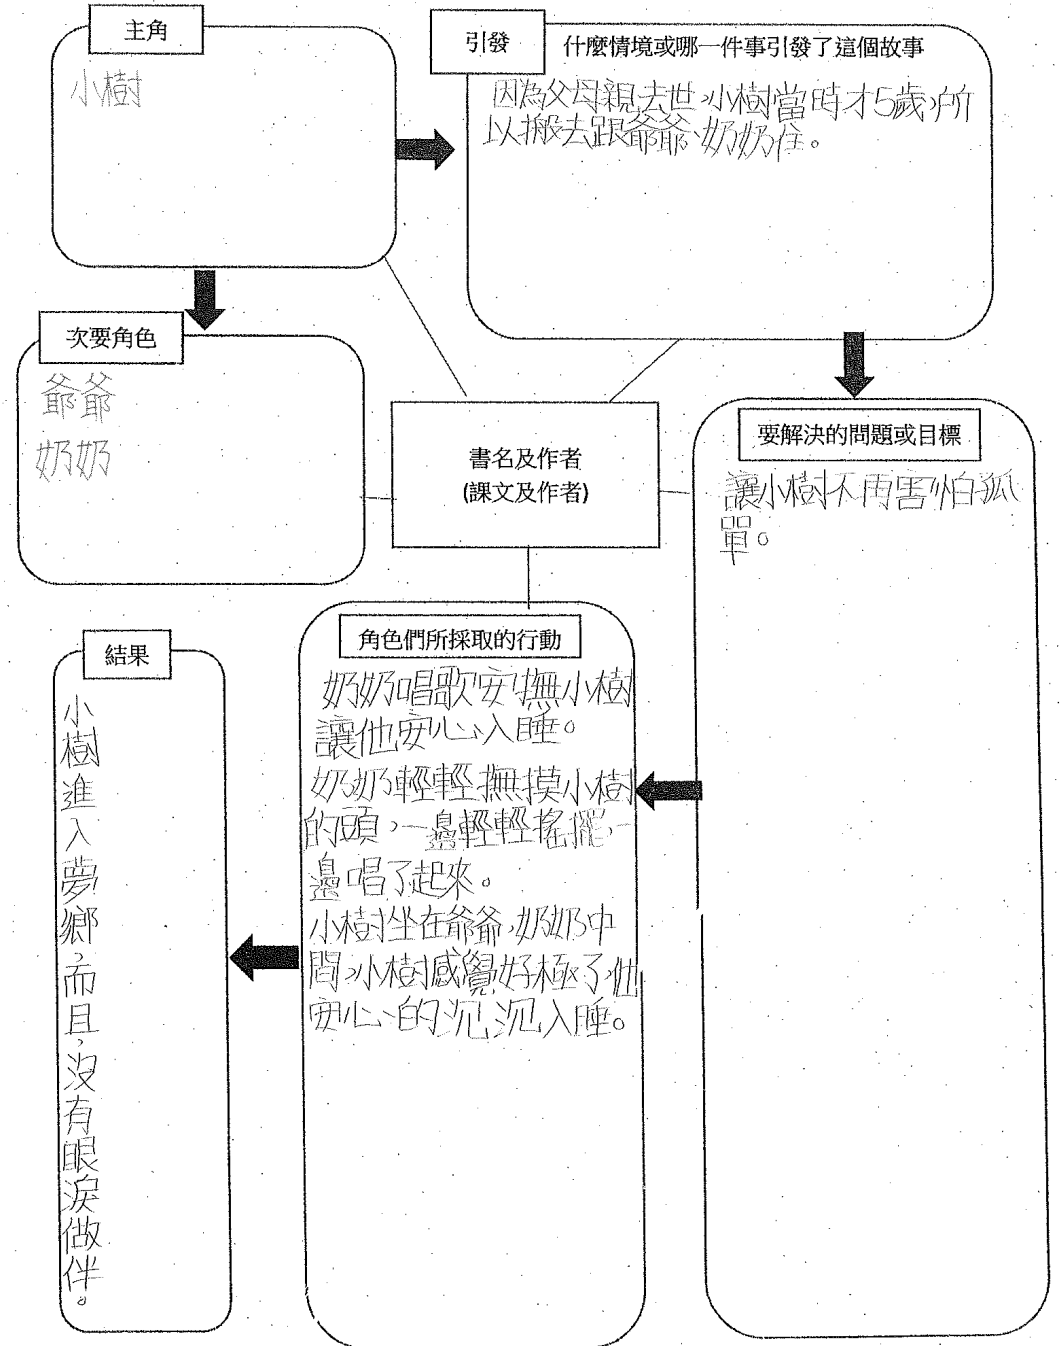 主角
小樹
引發
什麼情境或哪一件事引發了這個故事
因為父母親去世,小樹當時才5歲,所
以搬去跟爺爺、奶奶住。
次要角色
爺爺
奶奶
書名及作者
(課文及作者)
要解決的問題或目標
讓小樹不再害怕孤
單。
角色們所採取的行動
奶奶唱歌安撫小樹
讓他安心入睡。
奶奶輕輕撫摸小樹
的頭,一邊輕輕搖擺,一
邊唱了起來。
小樹坐在爺爺,奶奶中
間,小樹感覺好極了,他
安心的沉沉入睡。
結果
小樹進入夢鄉,而且,沒有眼淚做伴。